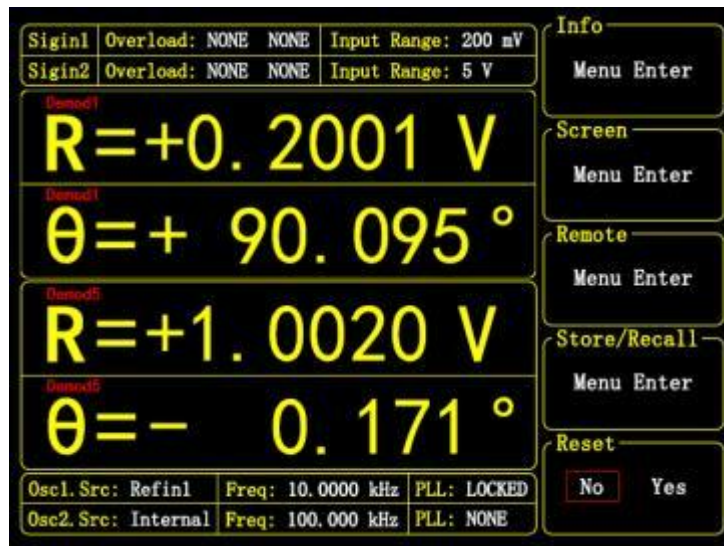 Sigin1 Overload: NONE NONE Input Range: 200 mV
Sigin2 Overload: NONE NONE Input Range: 5 V
Demod1
R=+0.2001 V
Demod1
θ=+ 90.095°
Demod5
R=+1.0020 V
Demod5
θ=- 0.171°
Osc1.Src: Refin1 Freq: 10.0000 kHz PLL: LOCKED
Osc2.Src: Internal Freq: 100.000 kHz PLL: NONE
Info
Menu Enter
Screen
Menu Enter
Remote
Menu Enter
Store/Recall
Menu Enter
Reset
No Yes